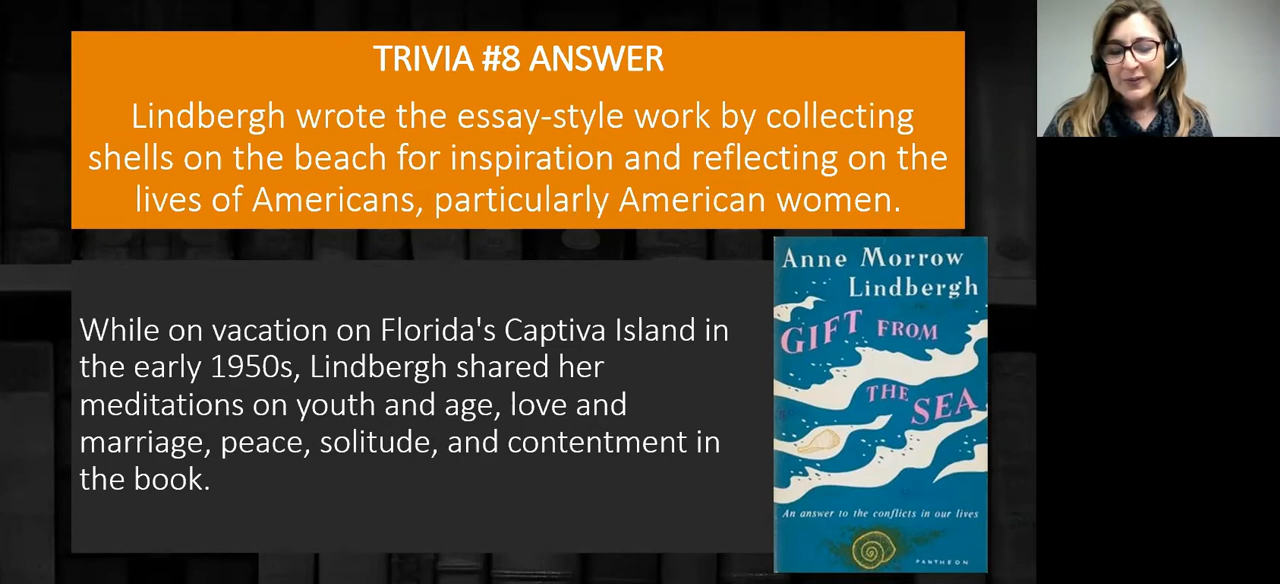 TRIVIA #8 ANSWER
Lindbergh wrote the essay-style work by collecting
shells on the beach for inspiration and reflecting on the
lives of Americans, particularly American women.
While on vacation on Florida's Captiva Island in
the early 1950s, Lindbergh shared her
meditations on youth and age, love and
marriage, peace, solitude, and contentment in
the book.
Anne Morrow
Lindbergh
GIFT FROM
THE SEA
An answer to the conflicts in our lives
PANTHEON